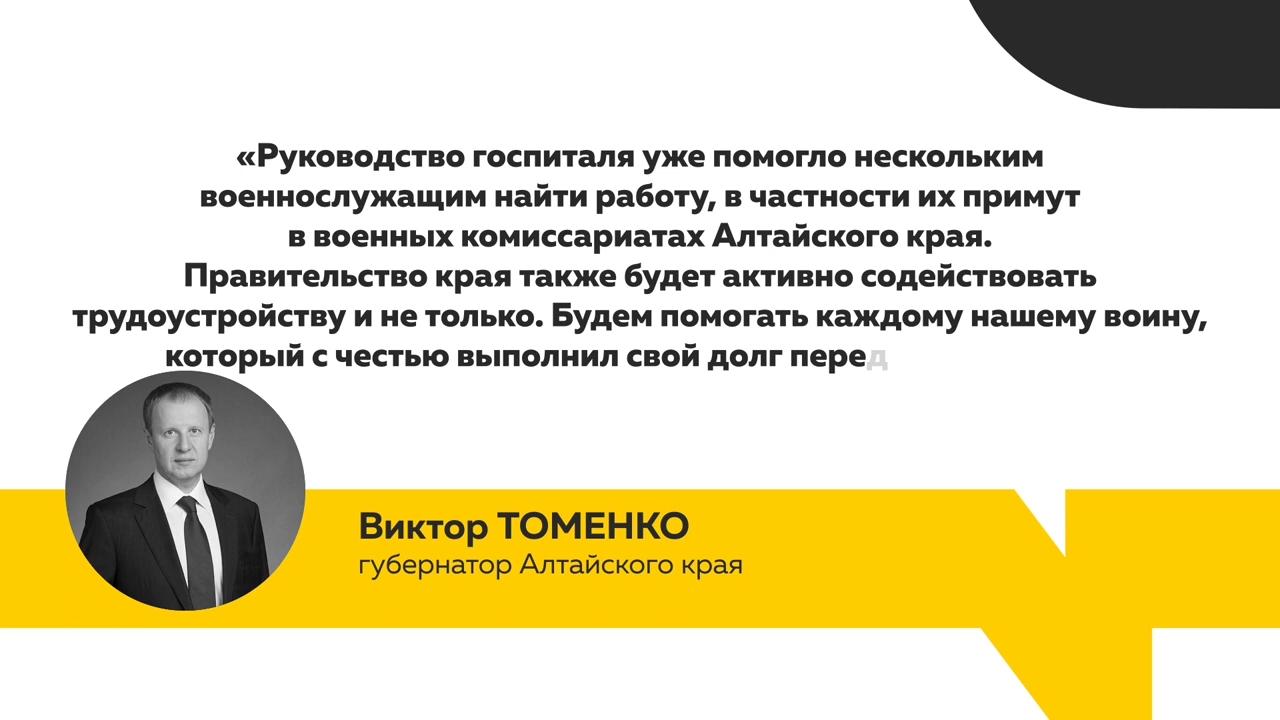 «Руководство госпиталя уже помогло нескольким
военнослужащим найти работу, в частности их примут
в военных комиссариатах Алтайского края.
Правительство края также будет активно содействовать
трудоустройству и не только. Будем помогать каждому нашему воину,
который с честью выполнил свой долг перед
Виктор ТОМЕНКО
губернатор Алтайского края